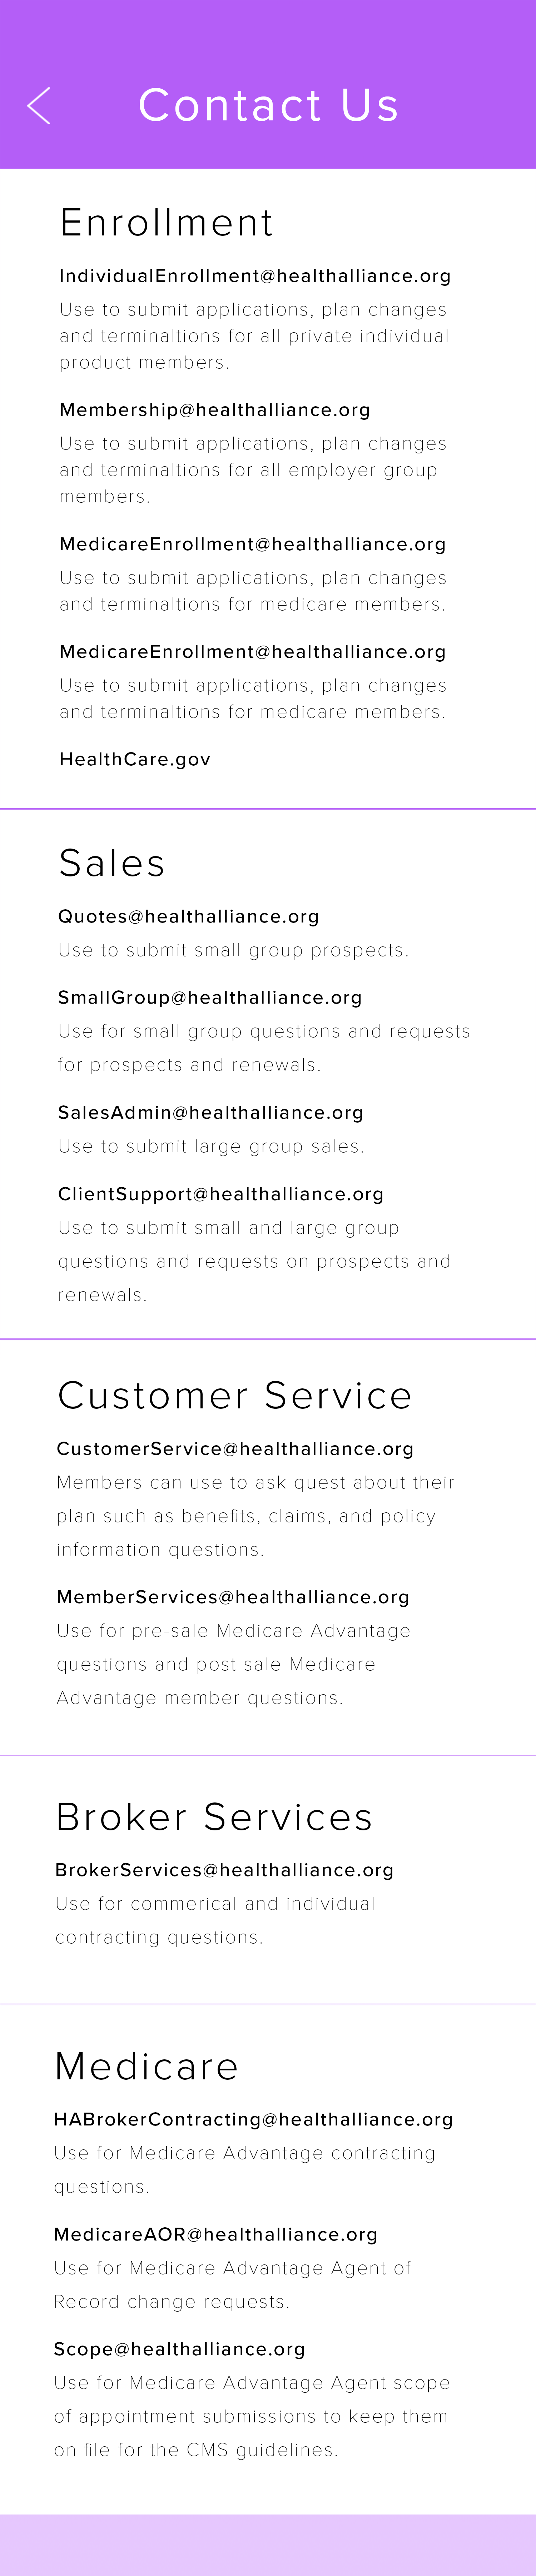 Contact Us
Enrollment
IndividualEnrollment@healthalliance.org
Use to submit applications, plan changes
and terminaltions for all private individual
product members.
Membership@healthalliance.org
Use to submit applications, plan changes
and terminaltions for all employer group
members.
MedicareEnrollment@healthalliance.org
Use to submit applications, plan changes
and terminaltions for medicare members.
MedicareEnrollment@healthalliance.org
Use to submit applications, plan changes
and terminaltions for medicare members.
HealthCare.gov
Sales
Quotes@healthalliance.org
Use to submit small group prospects.
SmallGroup@healthalliance.org
Use for small group questions and requests
for prospects and renewals.
SalesAdmin@healthalliance.org
Use to submit large group sales.
ClientSupport@healthalliance.org
Use to submit small and large group
questions and requests on prospects and
renewals.
Customer Service
CustomerService@healthalliance.org
Members can use to ask quest about their
plan such as benefits, claims, and policy
information questions.
MemberServices@healthalliance.org
Use for pre-sale Medicare Advantage
questions and post sale Medicare
Advantage member questions.
Broker Services
BrokerServices@healthalliance.org
Use for commerical and individual
contracting questions.
Medicare
HABrokerContracting@healthalliance.org
Use for Medicare Advantage contracting
questions.
MedicareAOR@healthalliance.org
Use for Medicare Advantage Agent of
Record change requests.
Scope@healthalliance.org
Use for Medicare Advantage Agent scope
of appointment submissions to keep them
on file for the CMS guidelines.